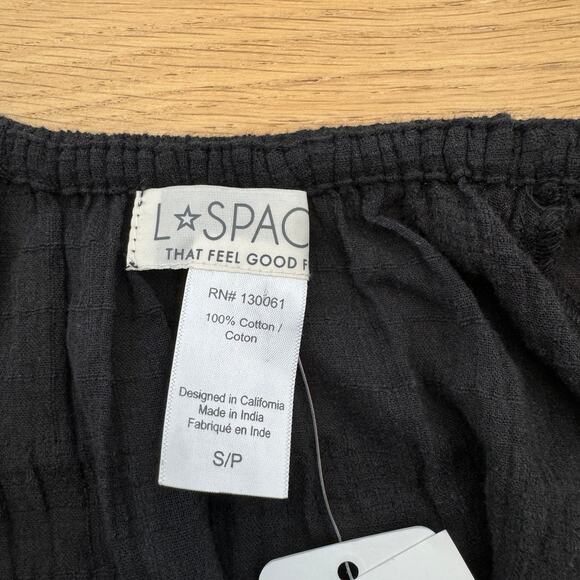 L☆SPAC
THAT FEEL GOOD F
RN# 130061
100% Cotton /
Coton
Designed in California
Made in India
Fabriqué en Inde
S/P